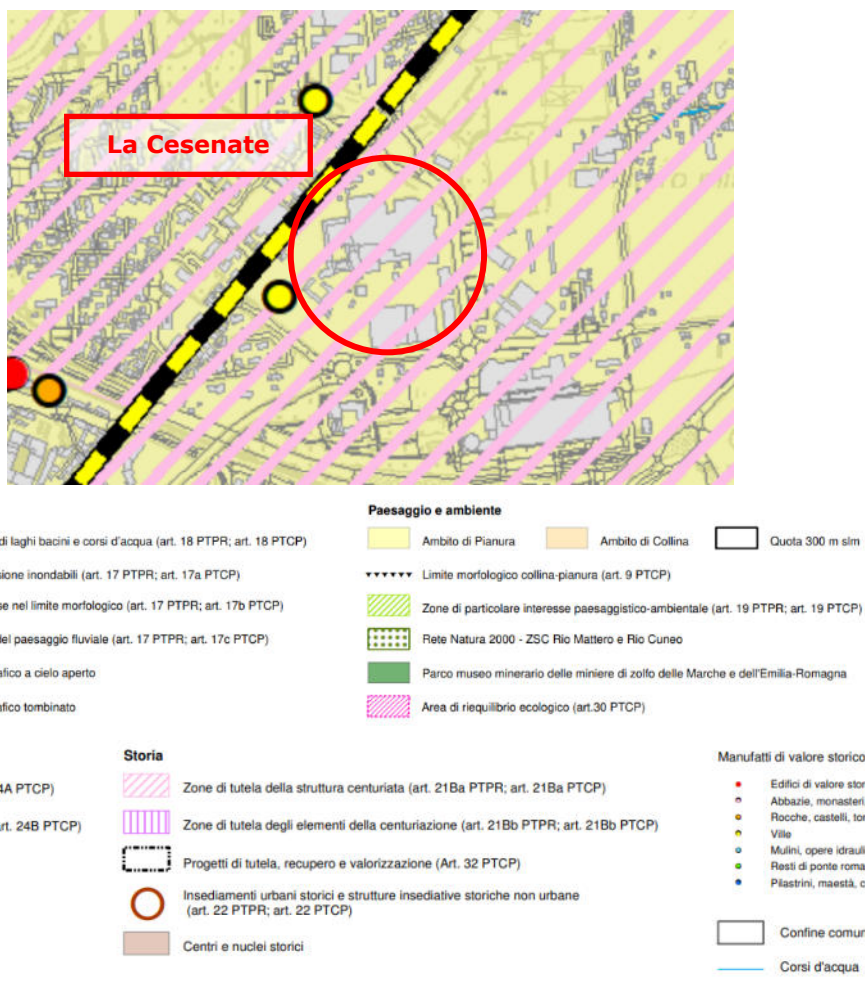 La Cesenate
Paesaggio e ambiente
di laghi bacini e corsi d'acqua (art. 18 PTPR; art. 18 PTCP)
Ambito di Pianura
Ambito di Collina
Quota 300 m slm
sione inondabili (art. 17 PTPR; art. 17a PTCP)
Limite morfologico collina-pianura (art. 9 PTCP)
se nel limite morfologico (art. 17 PTPR; art. 17b PTCP)
Zone di particolare interesse paesaggistico-ambientale (art. 19 PTPR; art. 19 PTCP)
del paesaggio fluviale (art. 17 PTPR; art. 17c PTCP)
Rete Natura 2000 - ZSC Rio Mattero e Rio Cuneo
afico a cielo aperto
Parco museo minerario delle miniere di zolfo delle Marche e dell'Emilia-Romagna
afico tombinato
Area di riequilibrio ecologico (art.30 PTCP)
Storia
Manufatti di valore storico
4A PTCP)
Zone di tutela della struttura centuriata (art. 21Ba PTPR; art. 21Ba PTCP)
Edifici di valore stor
Abbazie, monasteri,
Rocche, castelli, tor
art. 24B PTCP)
Zone di tutela degli elementi della centuriazione (art. 21Bb PTPR; art. 21Bb PTCP)
Ville
Mulini, opere idrauli
Resti di ponte roma
Pilastrini, maestà, c
Progetti di tutela, recupero e valorizzazione (Art. 32 PTCP)
Insediamenti urbani storici e strutture insediative storiche non urbane
(art. 22 PTPR; art. 22 PTCP)
Confine comun
Centri e nuclei storici
Corsi d'acqua